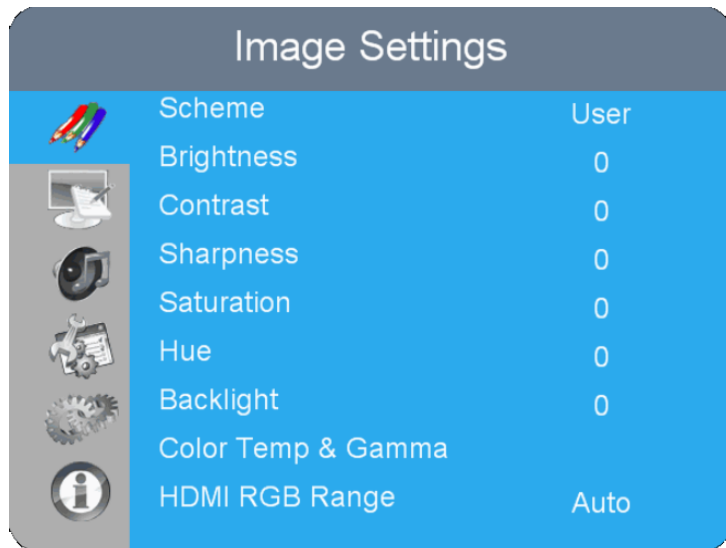 Image Settings
Scheme User
Brightness 0
Contrast 0
Sharpness 0
Saturation 0
Hue 0
Backlight 0
Color Temp & Gamma
HDMI RGB Range Auto